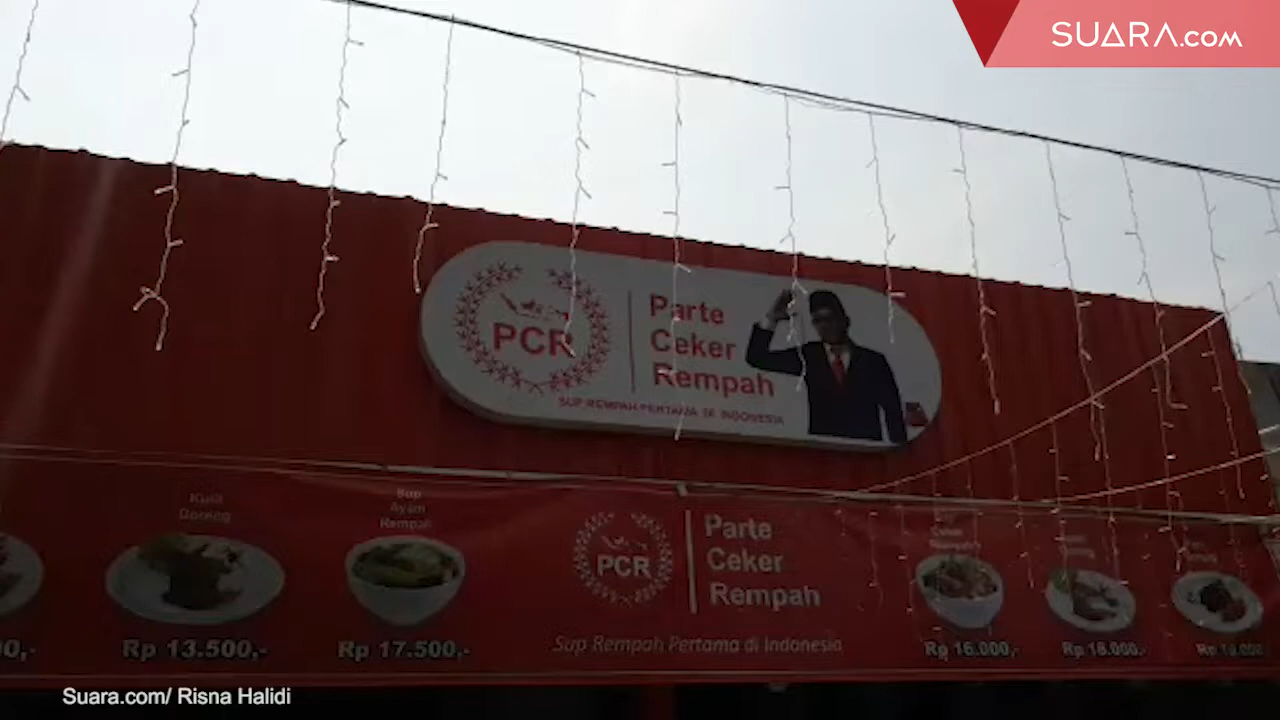 SUARA.com
PCR
Parte
Ceker
Rempah
SUP REMPAH PERTAMA DI INDONESIA
Kulit
Goreng
Sup
Ayam
Rempah
PCR
Parte
Ceker
Rempah
Sup Rempah Pertama di Indonesia
Rp 13.500,-
Rp 17.500,-
Rp 16.000,-
Rp 18.000,-
Suara.com/ Risna Halidi